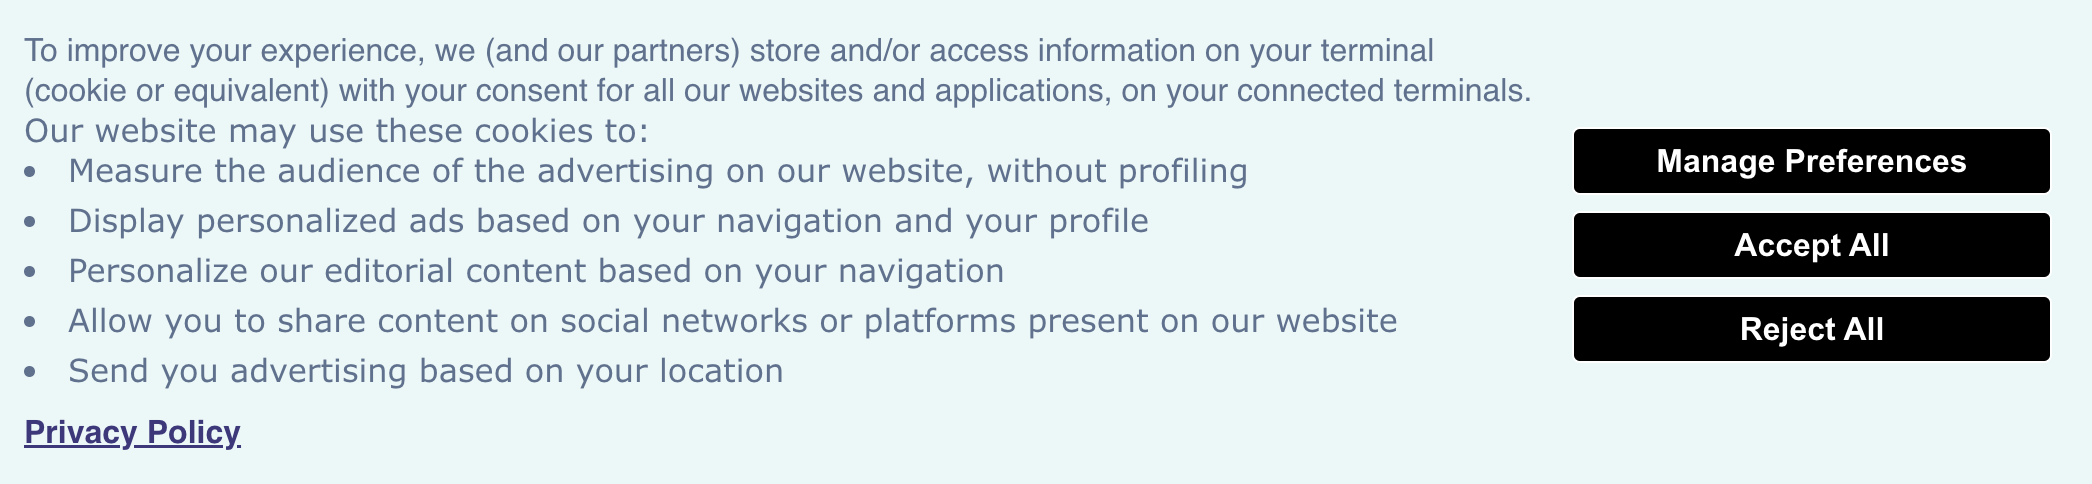 To improve your experience, we (and our partners) store and/or access information on your terminal
(cookie or equivalent) with your consent for all our websites and applications, on your connected terminals.
Our website may use these cookies to:
• Measure the audience of the advertising on our website, without profiling
• Display personalized ads based on your navigation and your profile
• Personalize our editorial content based on your navigation
• Allow you to share content on social networks or platforms present on our website
• Send you advertising based on your location
Privacy Policy
Manage Preferences
Accept All
Reject All